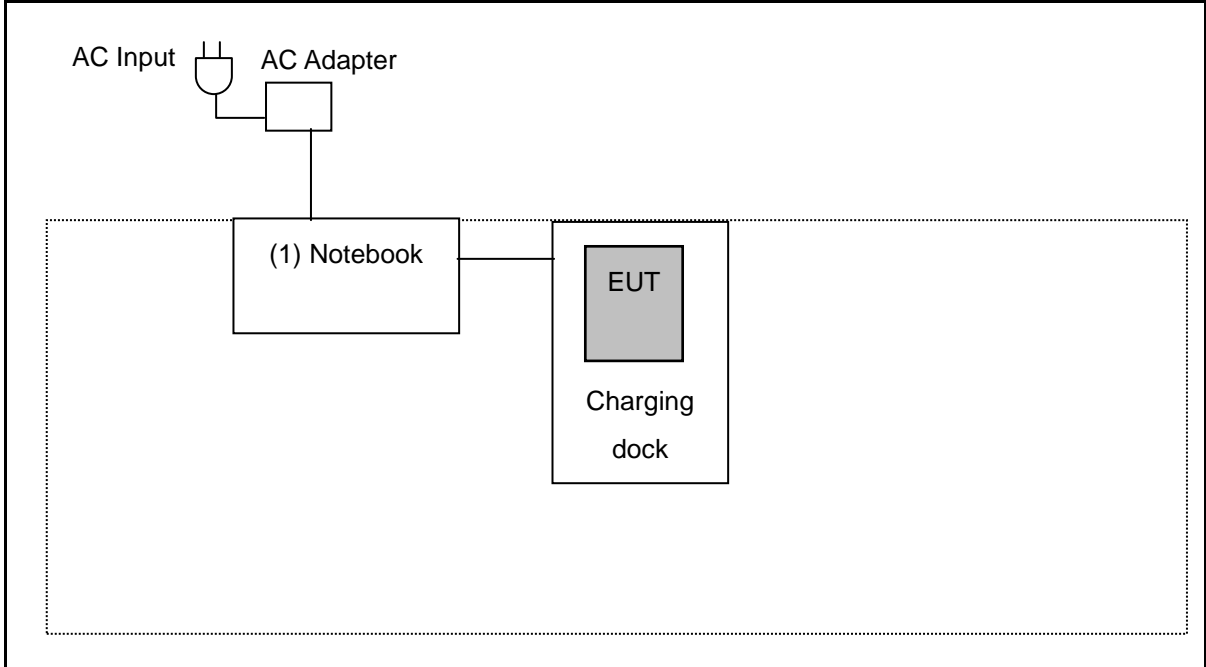 AC Input
AC Adapter
(1) Notebook
EUT
Charging
dock